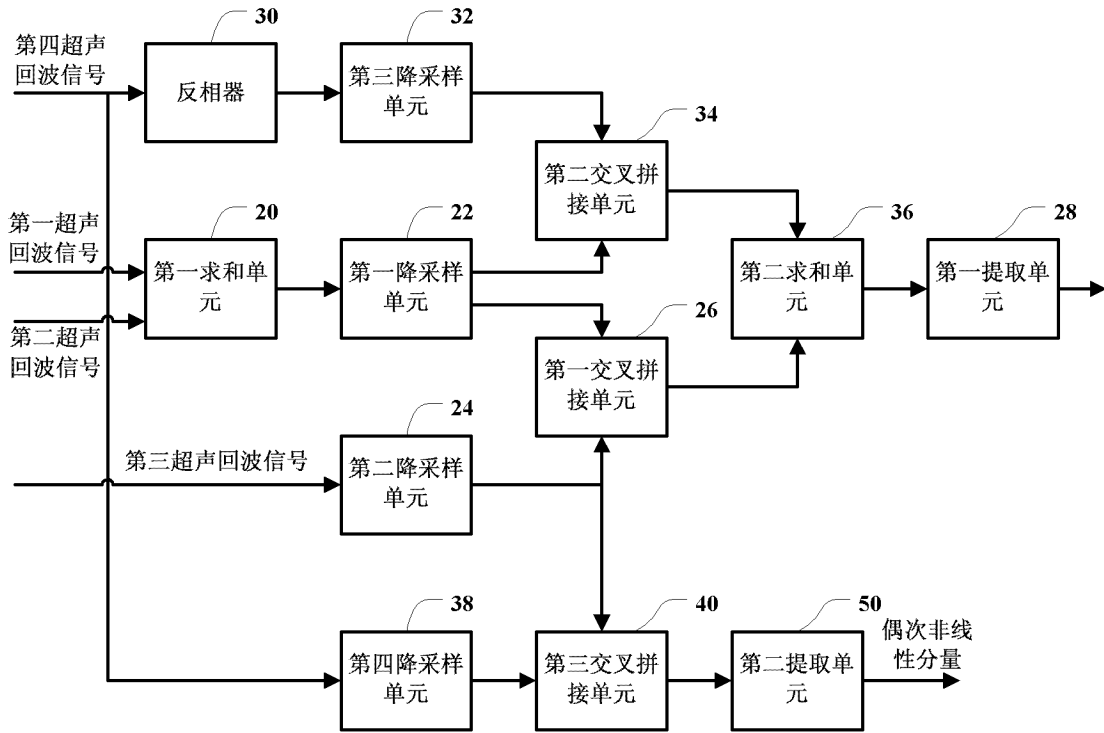 30
32
第四超声
回波信号
反相器
第三降采样
单元
34
第二交叉拼
接单元
第一超声
回波信号
20
22
36
28
第一求和单
元
第一降采样
单元
第二求和单
元
第一提取单
元
26
第二超声
回波信号
第一交叉拼
接单元
24
第三超声回波信号
第二降采样
单元
38
40
50
第四降采样
单元
第三交叉拼
接单元
第二提取单
元
偶次非线
性分量